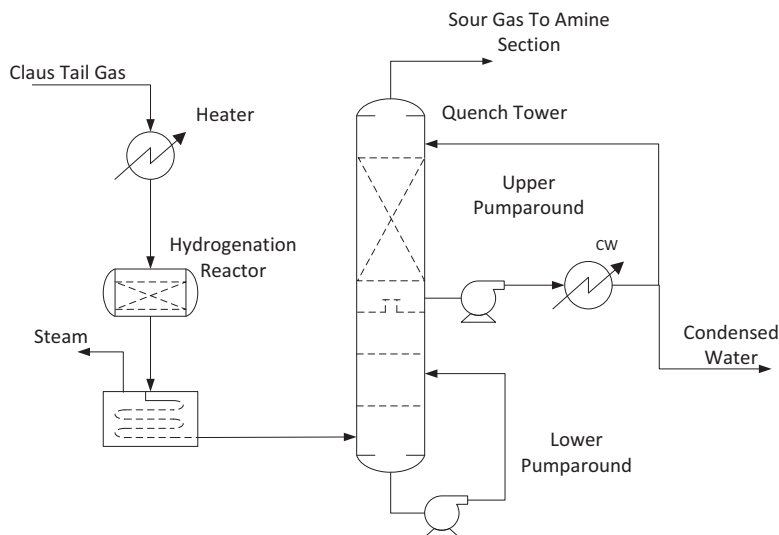 Sour Gas To Amine
Section
Claus Tail Gas
Heater
Quench Tower
Upper
Pumparound
Hydrogenation
Reactor
CW
Steam
Condensed
Water
Lower
Pumparound